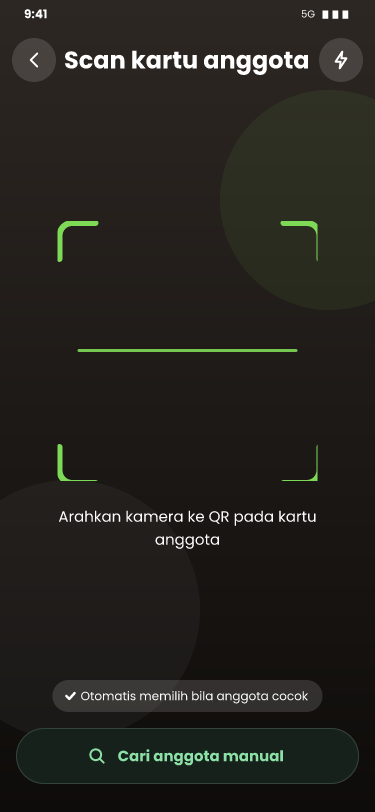 9:41
5G
Scan kartu anggota
Arahkan kamera ke QR pada kartu
anggota
Otomatis memilih bila anggota cocok
Cari anggota manual